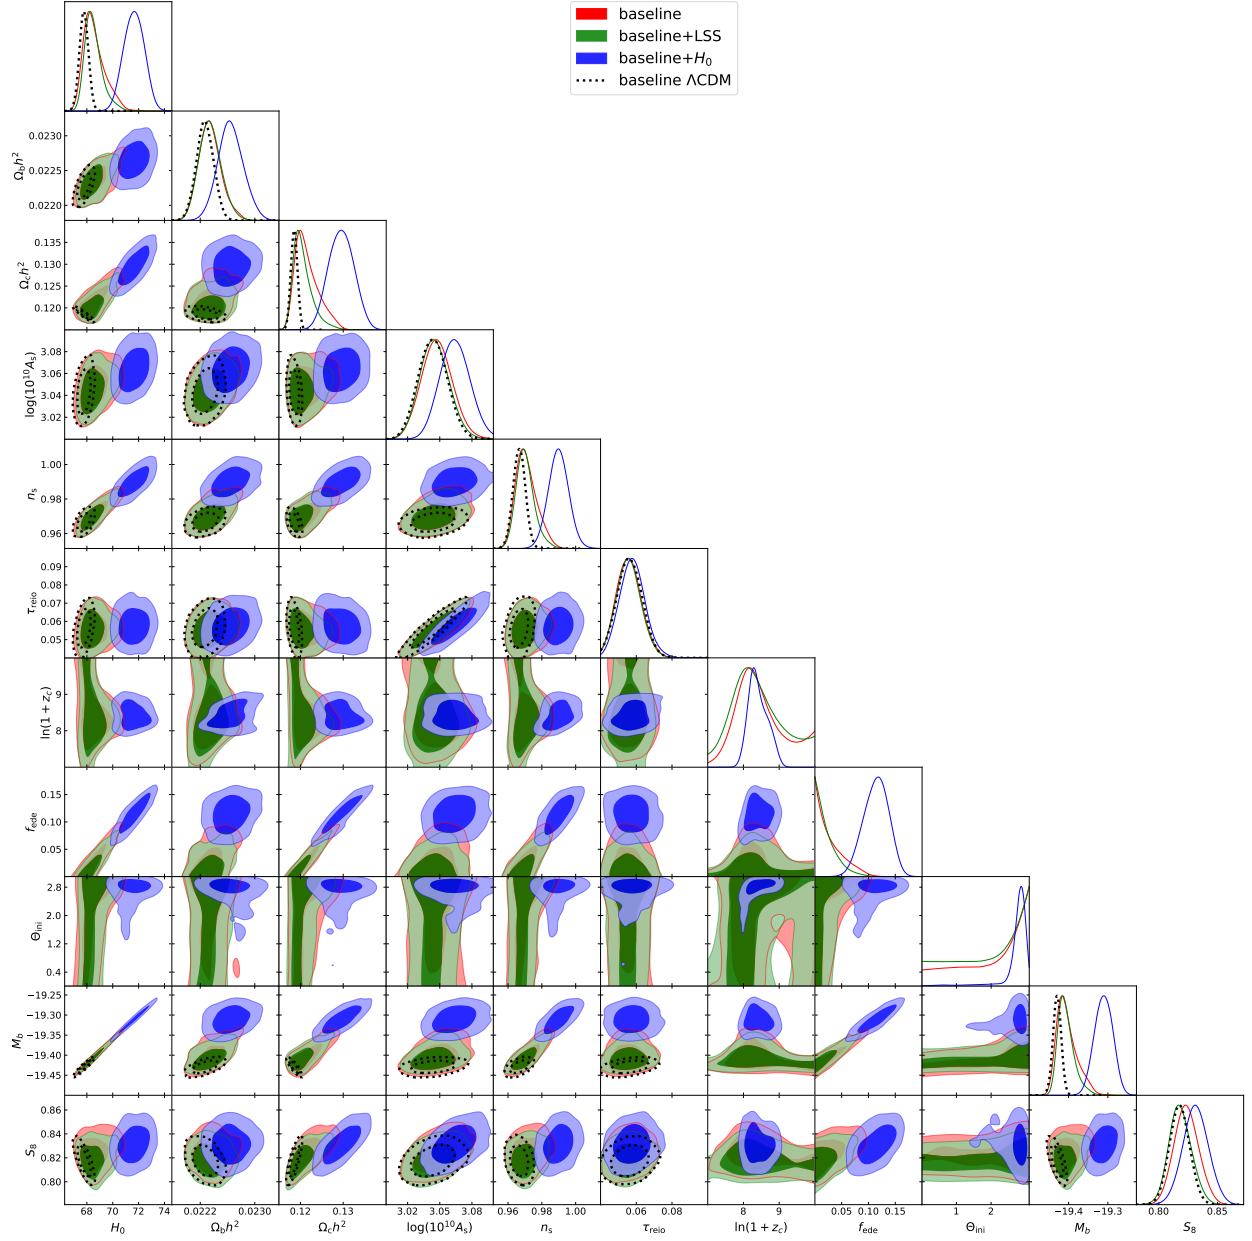 baseline
baseline+LSS
baseline+H₀
baseline ΛCDM
0.0230
0.0225
0.0220
Ω_b h²
0.135
0.130
0.125
0.120
Ω_c h²
3.08
3.06
3.04
3.02
log(10¹⁰A_s)
1.00
0.98
0.96
n_s
0.09
0.08
0.07
0.06
0.05
τ_reio
9
8
ln(1 + z_c)
0.15
0.10
0.05
f_ede
2.8
2.0
1.2
0.4
Θ_ini
−19.25
−19.30
−19.35
−19.40
−19.45
M_b
0.86
0.84
0.82
0.80
S₈
68 70 72 74
H₀
0.0222 0.0230
Ω_b h²
0.12 0.13
Ω_c h²
3.02 3.05 3.08
log(10¹⁰A_s)
0.96 0.98 1.00
n_s
0.06 0.08
τ_reio
8 9
ln(1 + z_c)
0.05 0.10 0.15
f_ede
1 2
Θ_ini
−19.4 −19.3
M_b
0.80 0.85
S₈